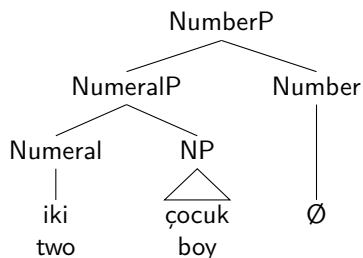 NumberP
NumeralP Number
Numeral NP
iki çocuk Ø
two boy